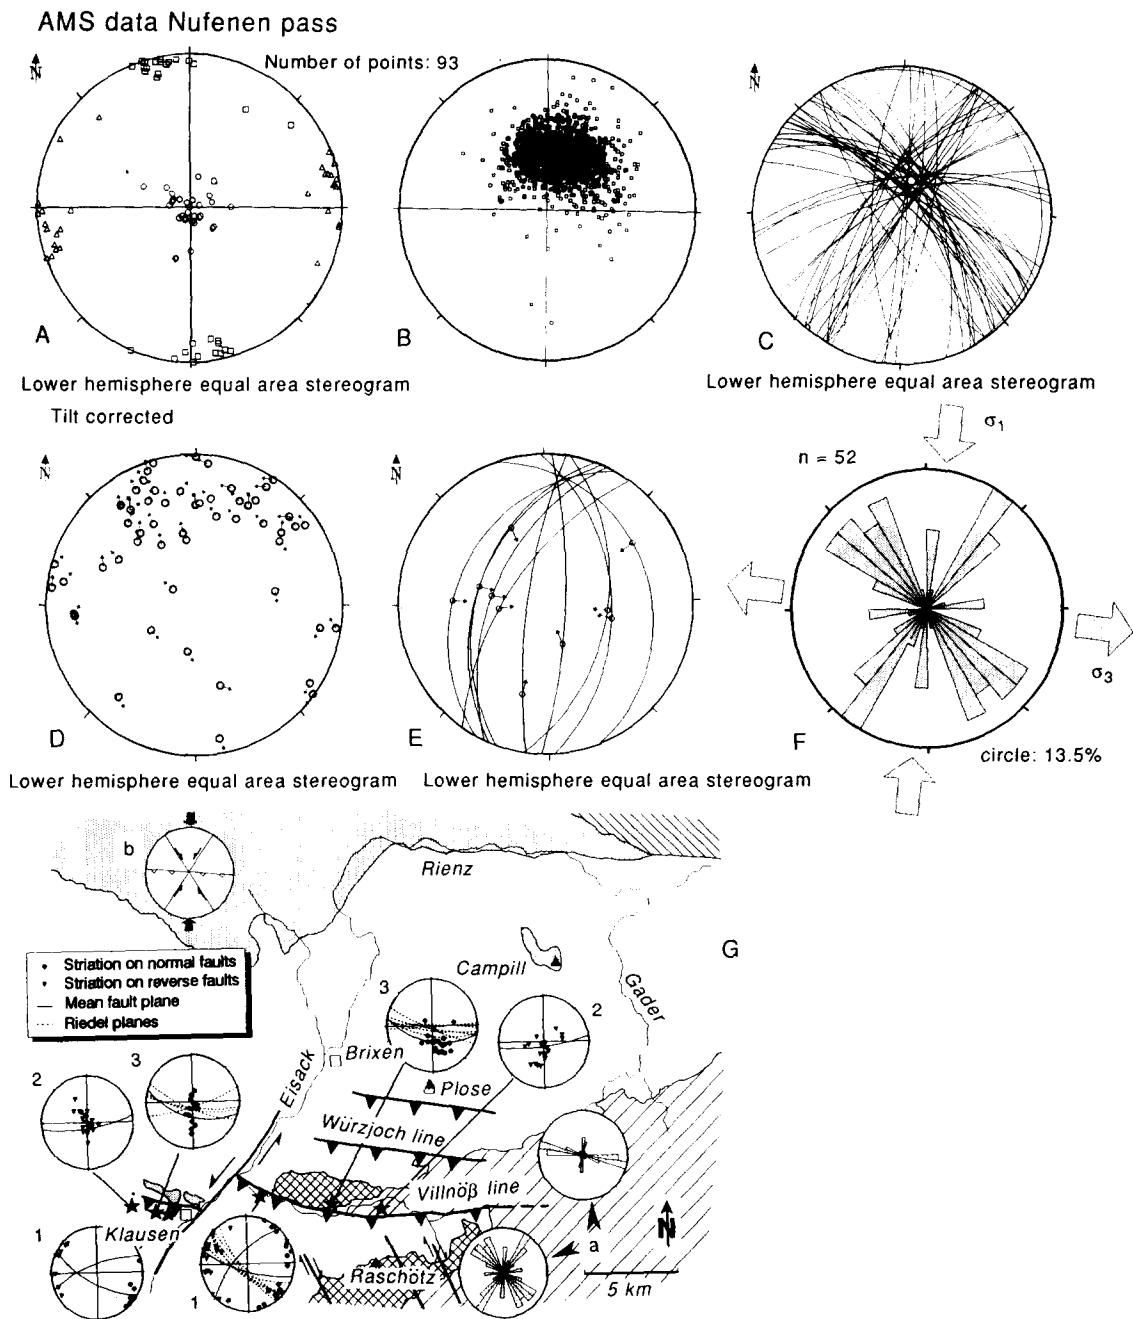 AMS data Nufenen pass
N
Number of points: 93
N
A
B
C
Lower hemisphere equal area stereogram
Lower hemisphere equal area stereogram
Tilt corrected
σ1
n = 52
N
N
σ3
D
E
F
circle: 13.5%
Lower hemisphere equal area stereogram
Lower hemisphere equal area stereogram
b
Rienz
G
Striation on normal faults
Striation on reverse faults
Mean fault plane
Riedel planes
Campill
Gader
3
2
Brixen
Eisack
3
2
Plose
Würzjoch line
Villnöß line
Klausen
N
1
a
Raschötz
1
5 km